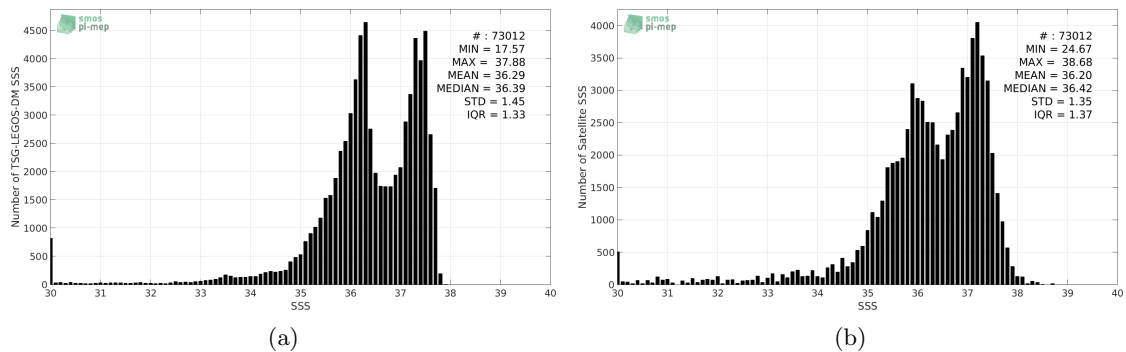 smos
pi-mep
Number of TSG-LEGOS-DM SSS
4500
4000
3500
3000
2500
2000
1500
1000
500
0
# : 73012
MIN = 17.57
MAX = 37.88
MEAN = 36.29
MEDIAN = 36.39
STD = 1.45
IQR = 1.33
30 31 32 33 34 35 36 37 38 39 40
SSS
(a)
smos
pi-mep
Number of Satellite SSS
4000
3500
3000
2500
2000
1500
1000
500
0
# : 73012
MIN = 24.67
MAX = 38.68
MEAN = 36.20
MEDIAN = 36.42
STD = 1.35
IQR = 1.37
30 31 32 33 34 35 36 37 38 39 40
SSS
(b)